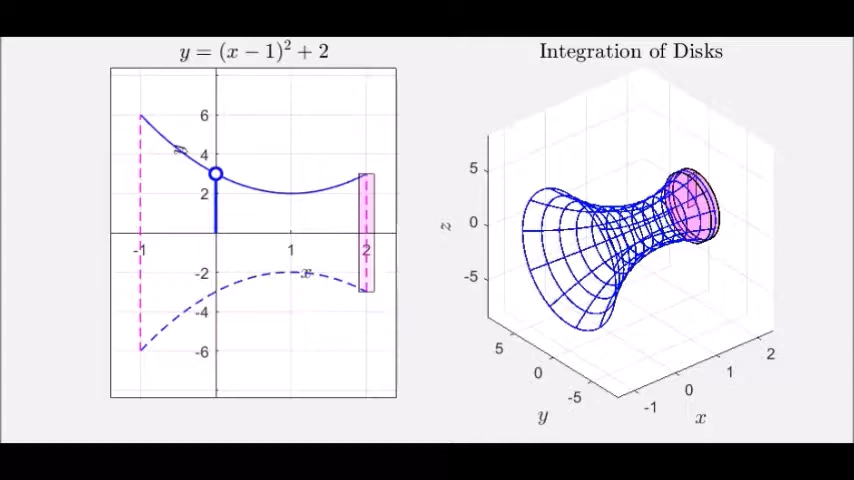 y = (x − 1)² + 2
Integration of Disks
6
4
2
-2
-4
-6
-1
1
2
x
y
5
0
-5
z
5
0
-5
y
-1
0
1
2
x